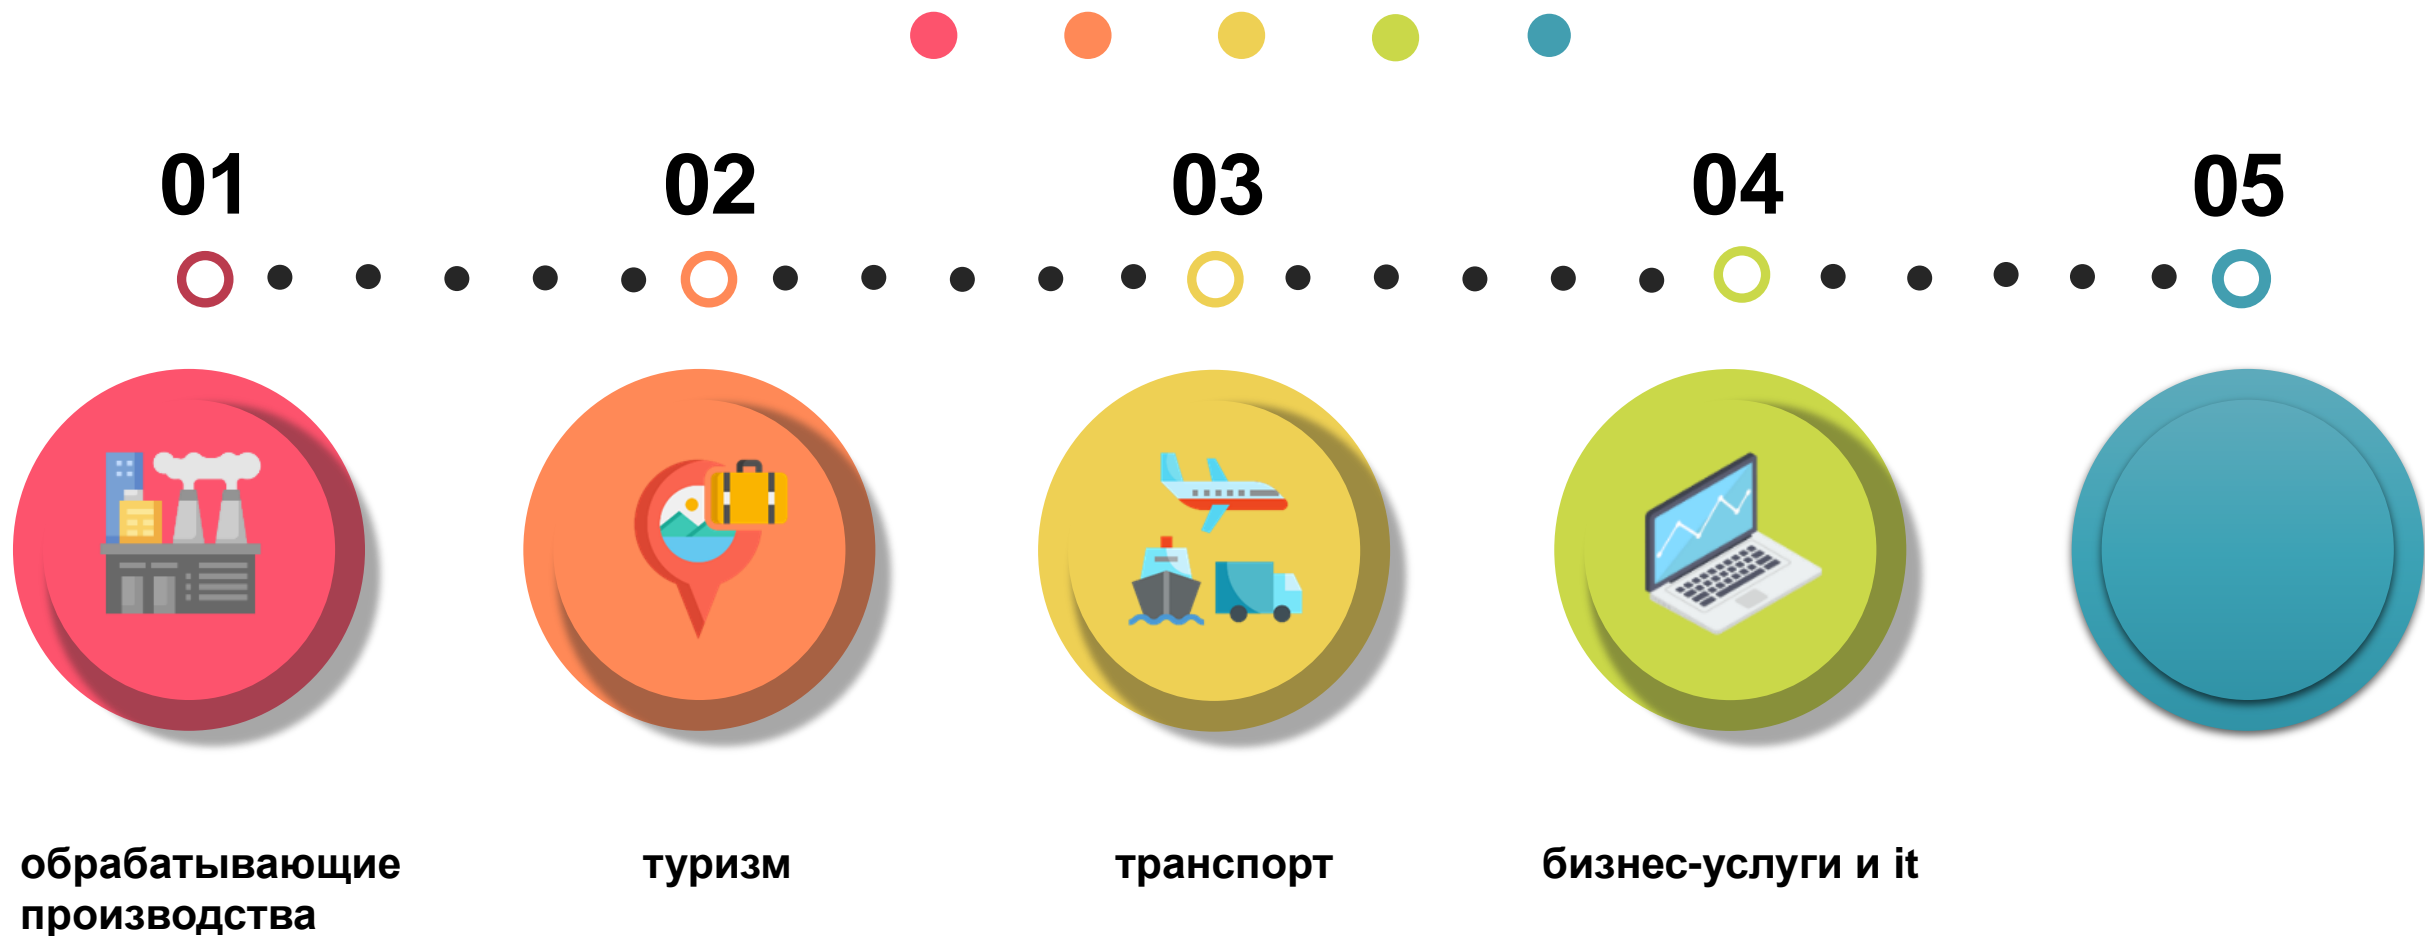 01
02
03
04
05
обрабатывающие
производства
туризм
транспорт
бизнес-услуги и it